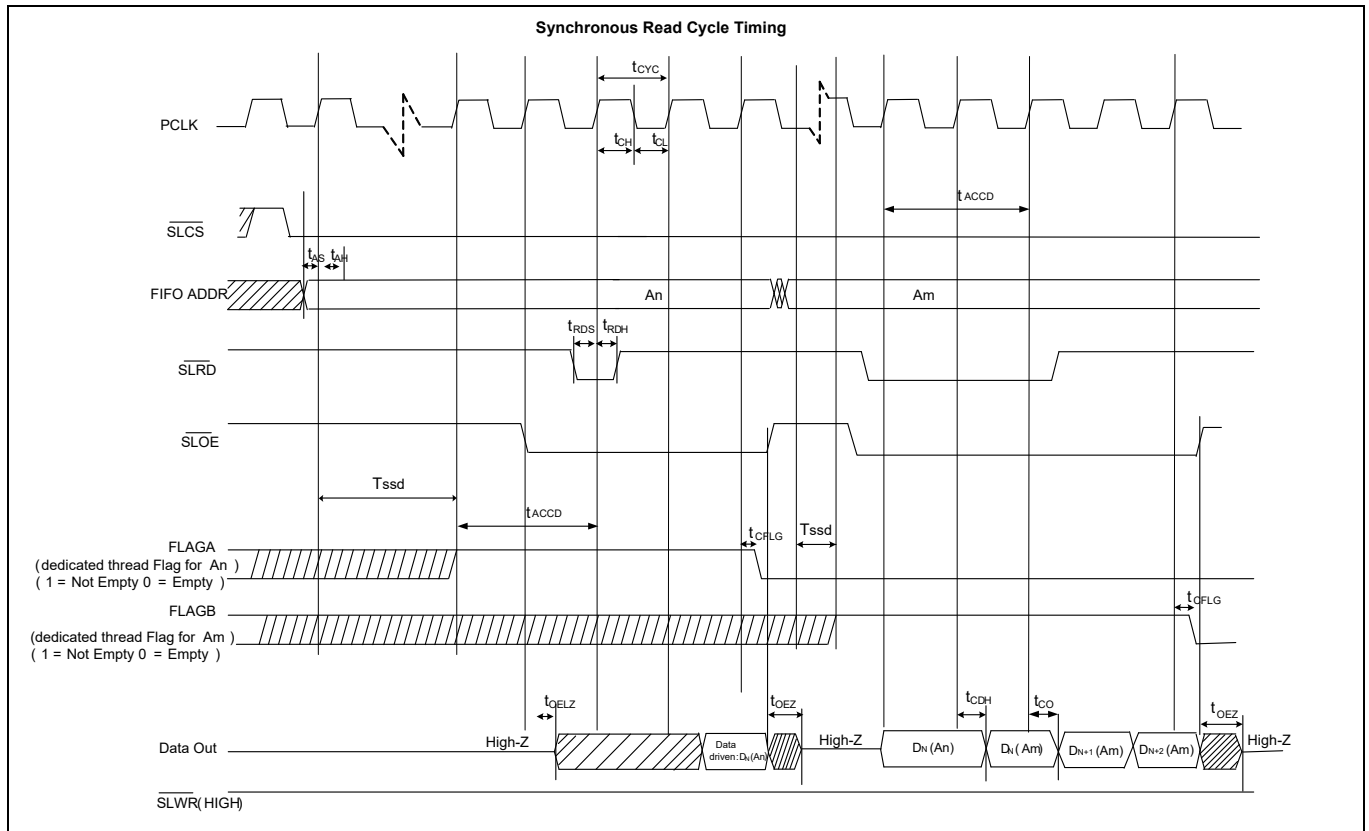 Synchronous Read Cycle Timing
tCYC
PCLK
tCH tCL
tACCD
SLCS
tAS tAH
FIFO ADDR An Am
tRDS tRDH
SLRD
SLOE
Tssd
tACCD
tCFLG Tssd
FLAGA
(dedicated thread Flag for An)
( 1 = Not Empty 0 = Empty )
FLAGB
tCFLG
(dedicated thread Flag for Am )
( 1 = Not Empty 0 = Empty )
tOELZ tOEZ tCDH tCO tOEZ
Data Out High-Z Data High-Z DN(An) DN(Am) DN+1(Am) DN+2(Am) High-Z
driven:DN(An)
SLWR(HIGH)